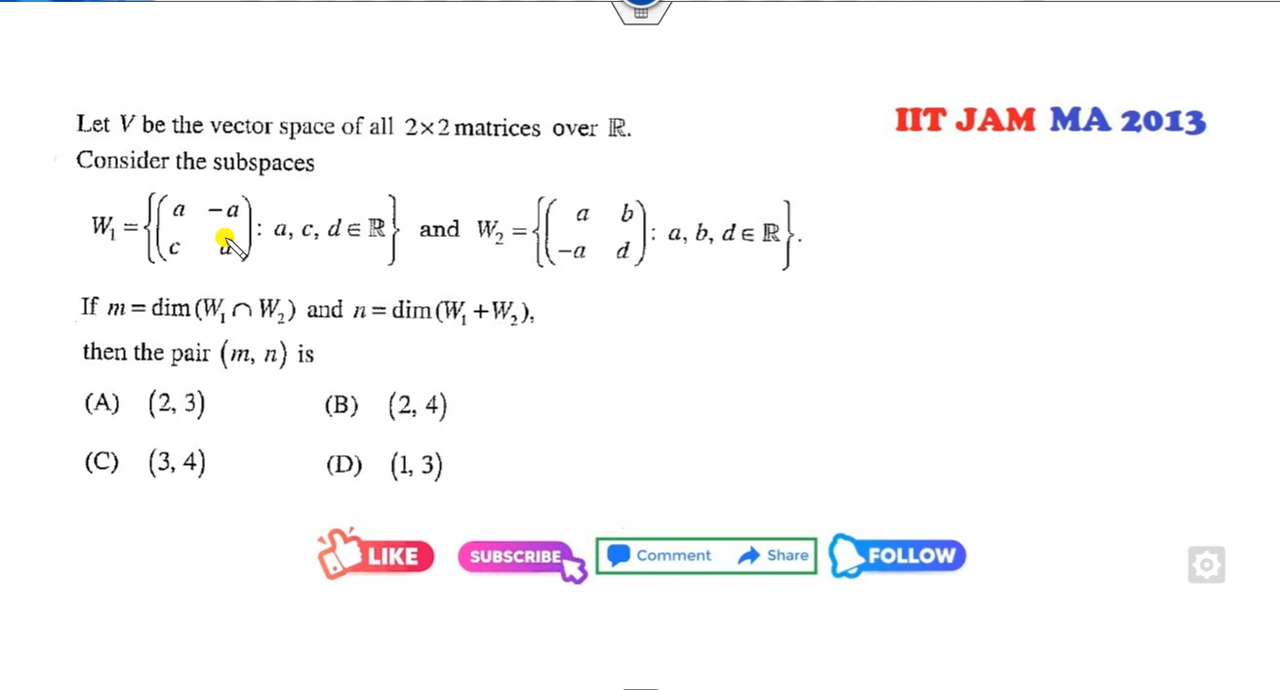 Let V be the vector space of all 2×2 matrices over ℝ.
IIT JAM MA 2013
Consider the subspaces
W₁ = {( a −a ; c d ) : a, c, d ∈ ℝ} and W₂ = {( a b ; −a d ) : a, b, d ∈ ℝ}.
If m = dim(W₁ ∩ W₂) and n = dim(W₁ + W₂),
then the pair (m, n) is
(A) (2, 3) (B) (2, 4)
(C) (3, 4) (D) (1, 3)
LIKE SUBSCRIBE Comment Share FOLLOW